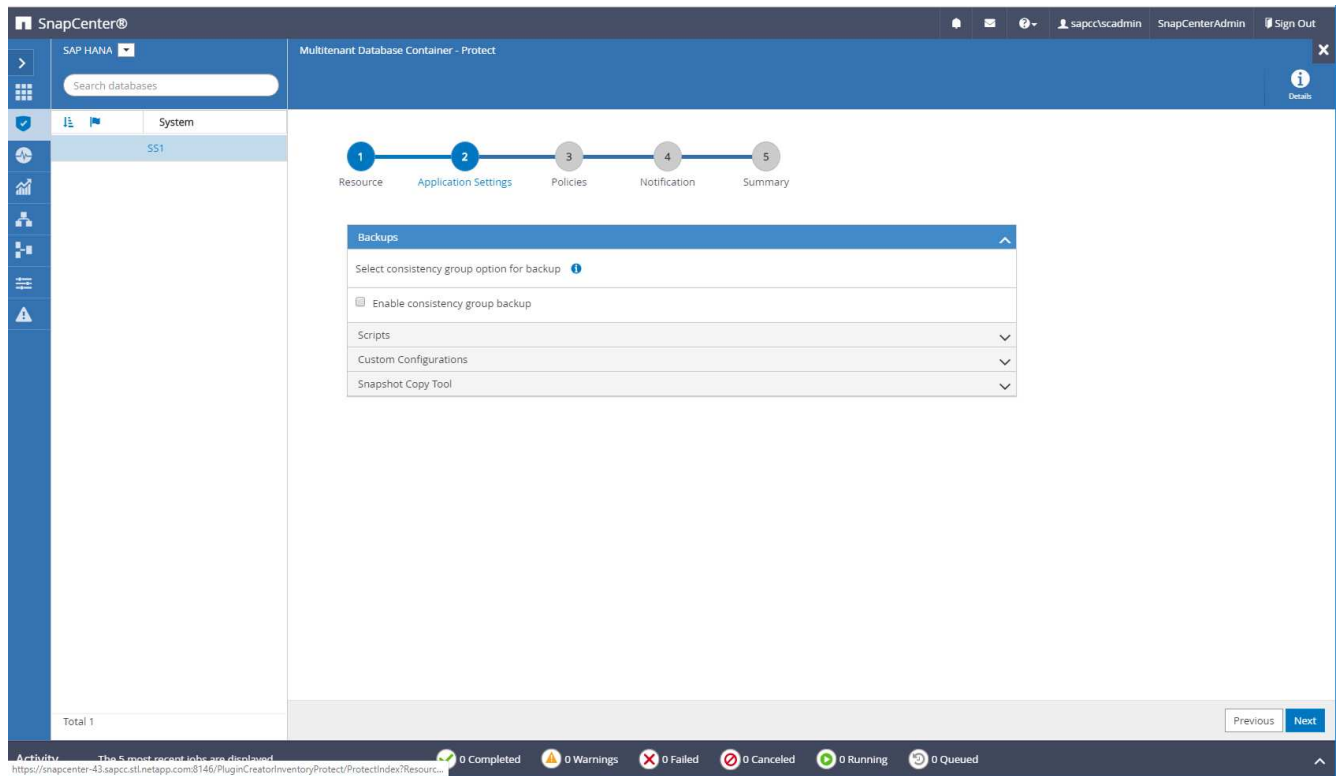 SnapCenter®
sapcc\scadmin SnapCenterAdmin Sign Out
SAP HANA
Search databases
System
SS1
Total 1
Multitenant Database Container - Protect
Details
1 2 3 4 5
Resource Application Settings Policies Notification Summary
Backups
Select consistency group option for backup
Enable consistency group backup
Scripts
Custom Configurations
Snapshot Copy Tool
Previous Next
Activity The 5 most recent jobs are displayed 0 Completed 0 Warnings 0 Failed 0 Canceled 0 Running 0 Queued
https://snapcenter-43.sapcc.stl.netapp.com:8146/PluginCreatorInventoryProtect/ProtectIndex?Resourc...